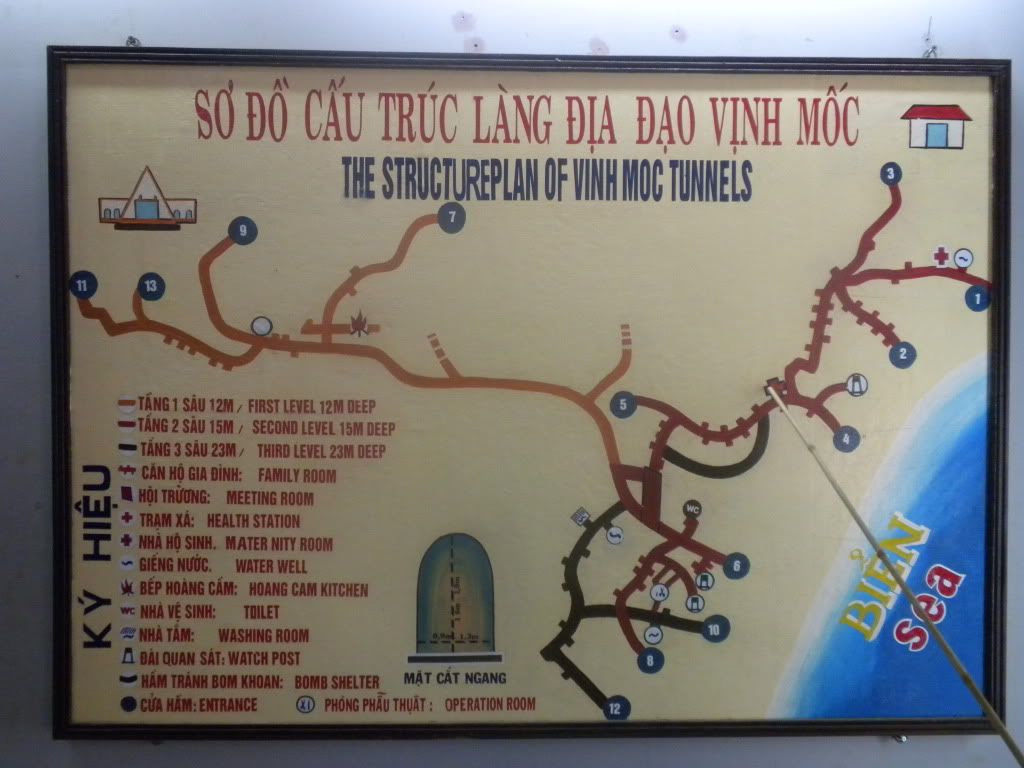 SƠ ĐỒ CẤU TRÚC LÀNG ĐỊA ĐẠO VỊNH MỐC
THE STRUCTUREPLAN OF VINH MOC TUNNELS
3
7
9
1
11
13
2
5
4
TẦNG 1 SÂU 12M / FIRST LEVEL 12M DEEP
TẦNG 2 SÂU 15M / SECOND LEVEL 15M DEEP
TẦNG 3 SÂU 23M / THIRD LEVEL 23M DEEP
CĂN HỘ GIA ĐÌNH: FAMILY ROOM
HỘI TRƯỜNG: MEETING ROOM
TRẠM XÁ: HEALTH STATION
NHÀ HỘ SINH. MATER NITY ROOM
GIẾNG NƯỚC. WATER WELL
BẾP HOÀNG CẦM: HOANG CAM KITCHEN
WC NHÀ VỆ SINH: TOILET
NHÀ TẮM: WASHING ROOM
ĐÀI QUAN SÁT: WATCH POST
HẦM TRÁNH BOM KHOAN: BOMB SHELTER
CỬA HẦM: ENTRANCE
PHÒNG PHẪU THUẬT: OPERATION ROOM
KÝ HIỆU
WC
6
10
8
12
0,9m 1,3m
MẶT CẮT NGANG
BIỂN
sea